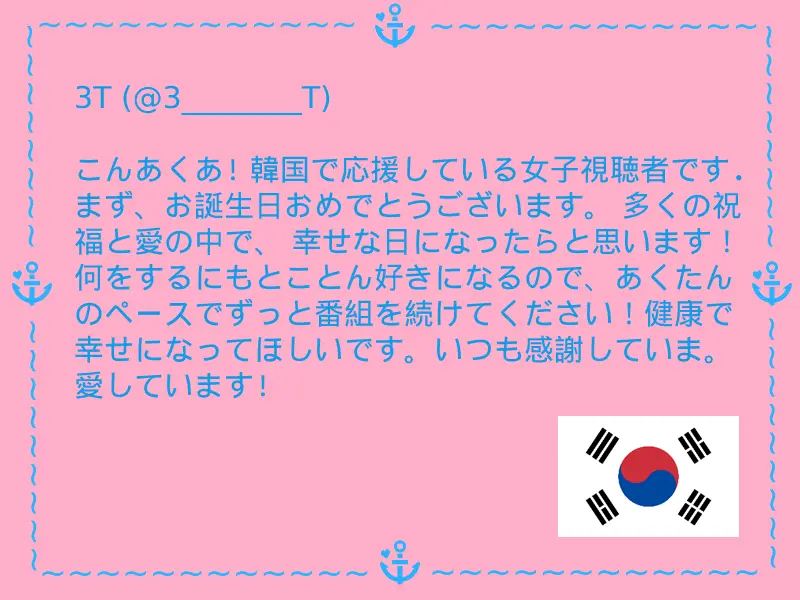 3T (@3________T)
こんあくあ! 韓国で応援している女子視聴者です.
まず、お誕生日おめでとうございます。 多くの祝
福と愛の中で、 幸せな日になったらと思います！
何をするにもとことん好きになるので、あくたん
のペースでずっと番組を続けてください！健康で
幸せになってほしいです。いつも感謝していま。
愛しています!